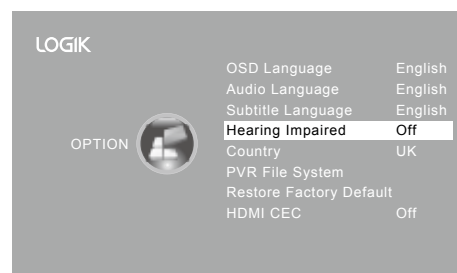 LOGIK
OPTION
OSD Language English
Audio Language English
Subtitle Language English
Hearing Impaired Off
Country UK
PVR File System
Restore Factory Default
HDMI CEC Off